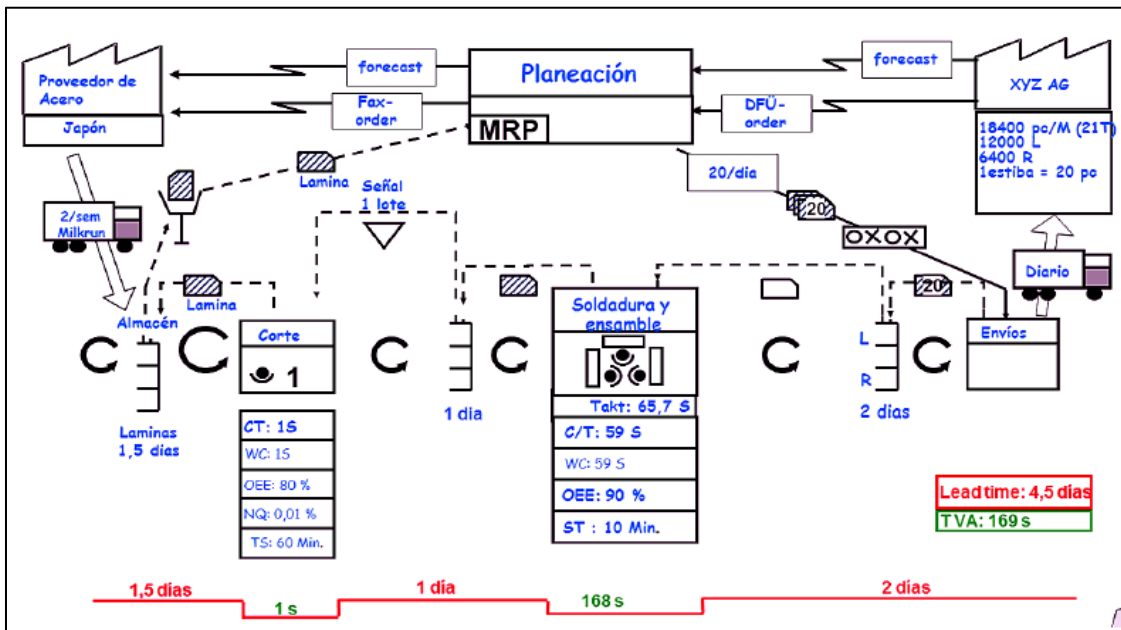 Proveedor de
Acero
Japón
forecast
Fax-
order
Planeación
MRP
forecast
DFÜ-
order
XYZ AG
18400 pc/M (21T)
12000 L
6400 R
1estiba = 20 pc
Lamina
Señal
1 lote
20/dia
20
OXOX
2/sem
Milkrun
Diario
Lamina
20
Almacén
Corte
1
Soldadura y
ensamble
L
R
Envíos
Laminas
1,5 días
1 dia
2 dias
CT: 1S
WC: 1S
OEE: 80 %
NQ: 0,01 %
TS: 60 Min.
Takt: 65,7 S
C/T: 59 S
WC: 59 S
OEE: 90 %
ST : 10 Min.
Lead time: 4,5 días
TVA: 169 s
1,5 días
1 s
1 día
168 s
2 días